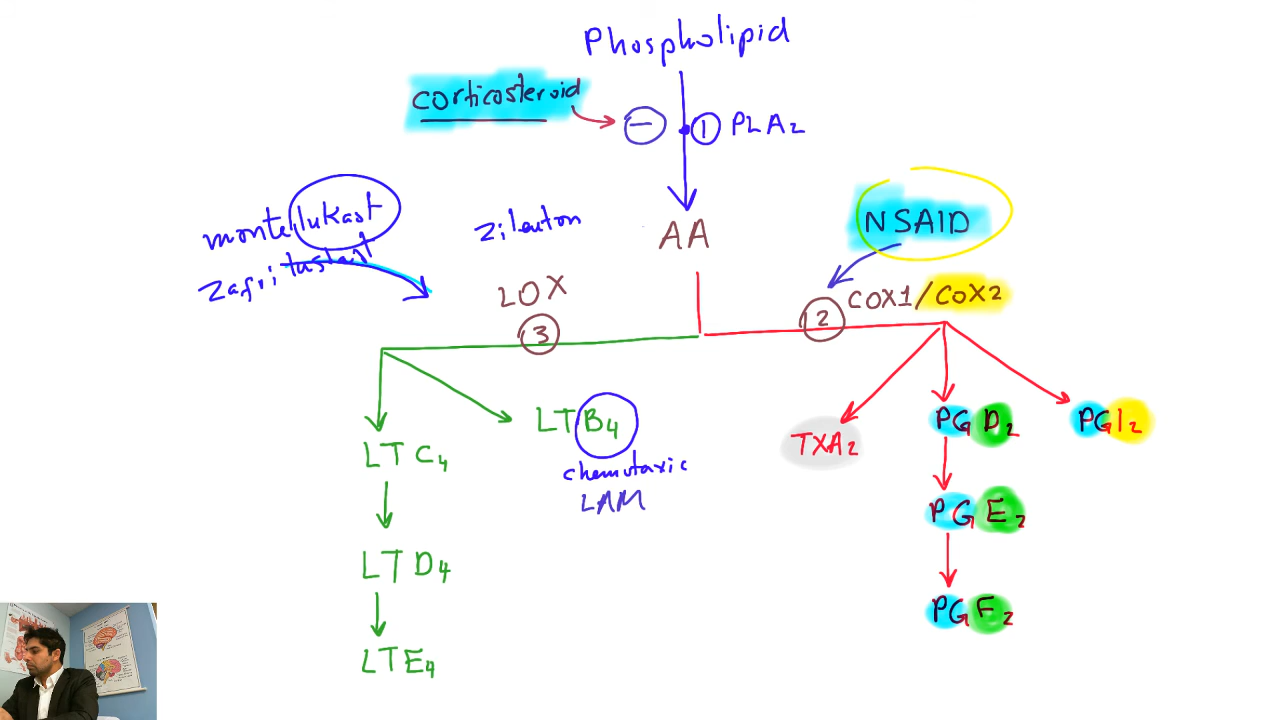 Phospholipid
corticosteroid
− 1 PLA2
montelukast
zileuton
AA
NSAID
LOX
COX1/COX2
3
2
LTB4
chemotaxic
LAM
LTC4
LTD4
LTE4
TXA2
PGD2
PGI2
PGE2
PGF2